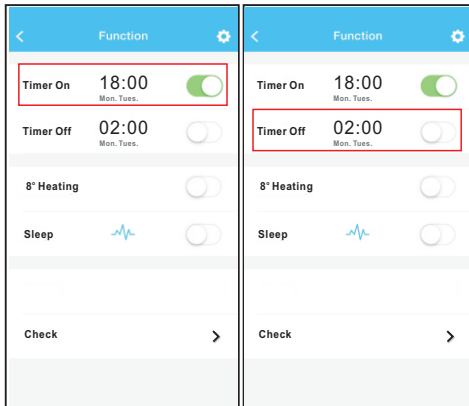 Function
Timer On 18:00
Mon. Tues.
Timer Off 02:00
Mon. Tues.
8° Heating
Sleep
Check
Function
Timer On 18:00
Mon. Tues.
Timer Off 02:00
Mon. Tues.
8° Heating
Sleep
Check